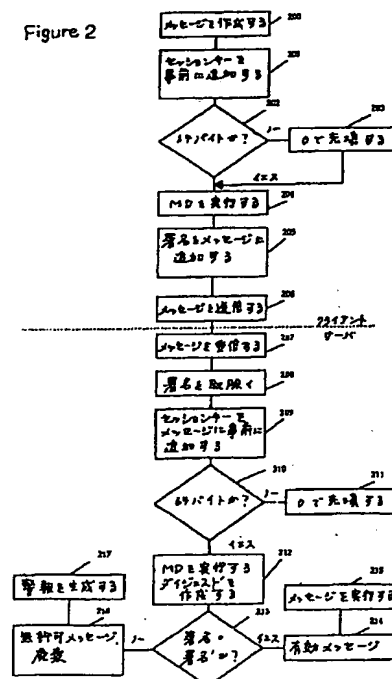 Figure 2
200
メッセージを作成する
201
セッションキーを
事前に追加する
202
64バイトか?
ノー
203
0で充填する
イエス
204
MDを実行する
205
署名をメッセージに
追加する
206
メッセージを送信する
クライアント
サーバ
207
メッセージを受信する
208
署名を取除く
209
セッションキーを
メッセージに事前に
追加する
210
64バイトか?
ノー
211
0で充填する
イエス
212
MDを実行する
ダイジェストを
作成する
213
署名=
署名'か?
イエス
214
有効メッセージ
215
メッセージを実行する
ノー
216
無許可メッセージ、
廃棄
217
警報を生成する